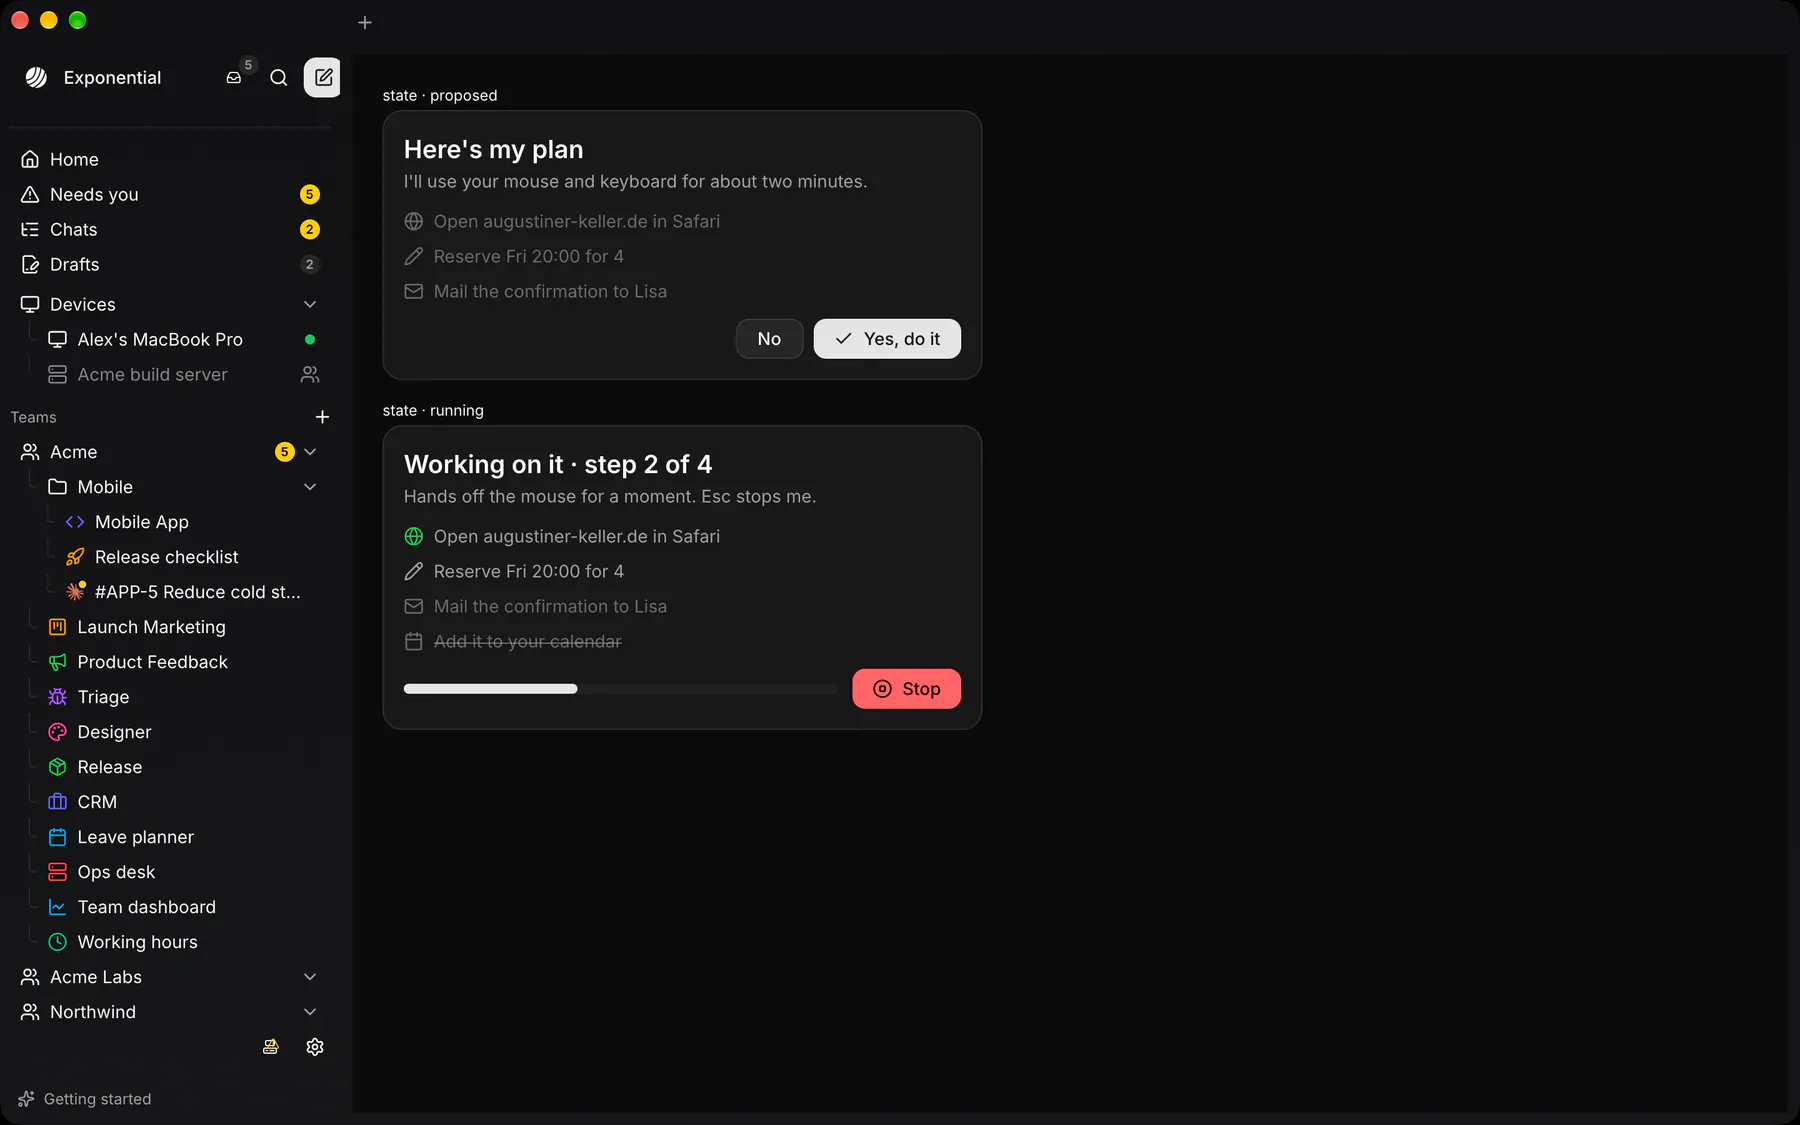 Exponential
5
Home
Needs you
5
Chats
2
Drafts
2
Devices
Alex's MacBook Pro
Acme build server
Teams
Acme
5
Mobile
Mobile App
Release checklist
#APP-5 Reduce cold st...
Launch Marketing
Product Feedback
Triage
Designer
Release
CRM
Leave planner
Ops desk
Team dashboard
Working hours
Acme Labs
Northwind
Getting started
state · proposed
Here's my plan
I'll use your mouse and keyboard for about two minutes.
Open augustiner-keller.de in Safari
Reserve Fri 20:00 for 4
Mail the confirmation to Lisa
No
Yes, do it
state · running
Working on it · step 2 of 4
Hands off the mouse for a moment. Esc stops me.
Open augustiner-keller.de in Safari
Reserve Fri 20:00 for 4
Mail the confirmation to Lisa
Add it to your calendar
Stop